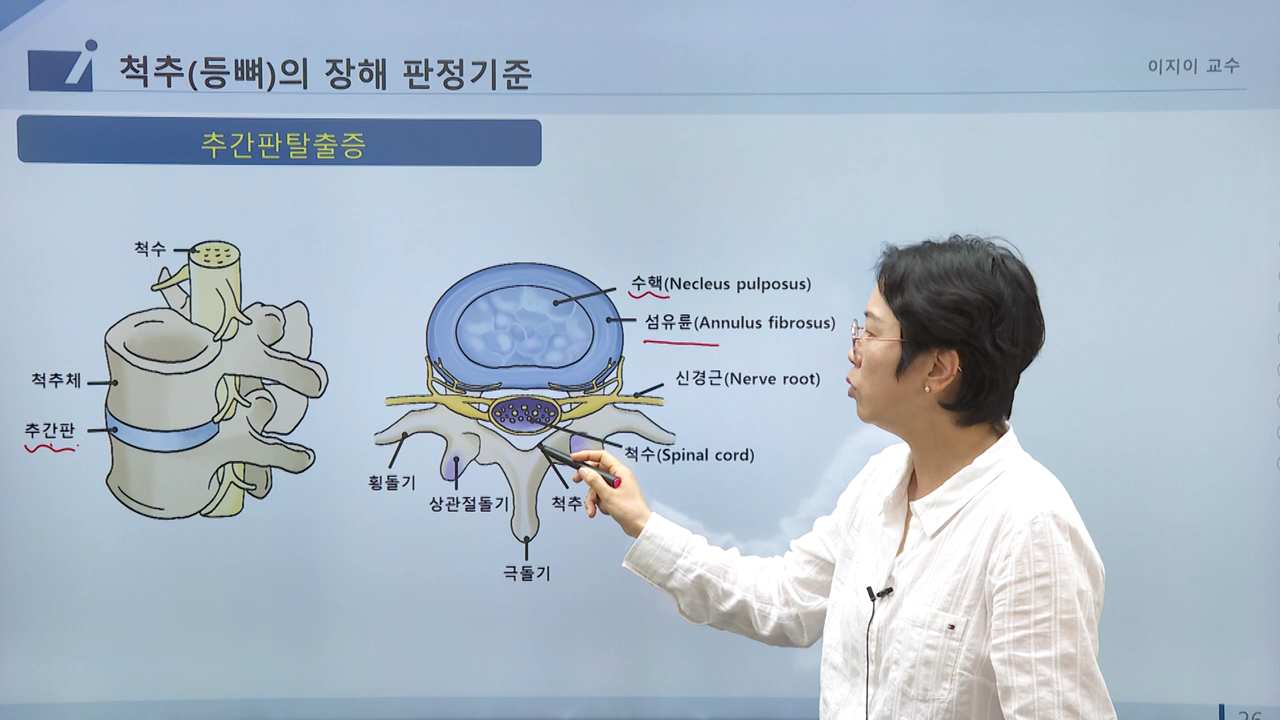 척추(등뼈)의 장해 판정기준
이지이 교수
추간판탈출증
척수
척추체
추간판
수핵(Necleus pulposus)
섬유륜(Annulus fibrosus)
신경근(Nerve root)
척수(Spinal cord)
횡돌기
상관절돌기
척추
극돌기